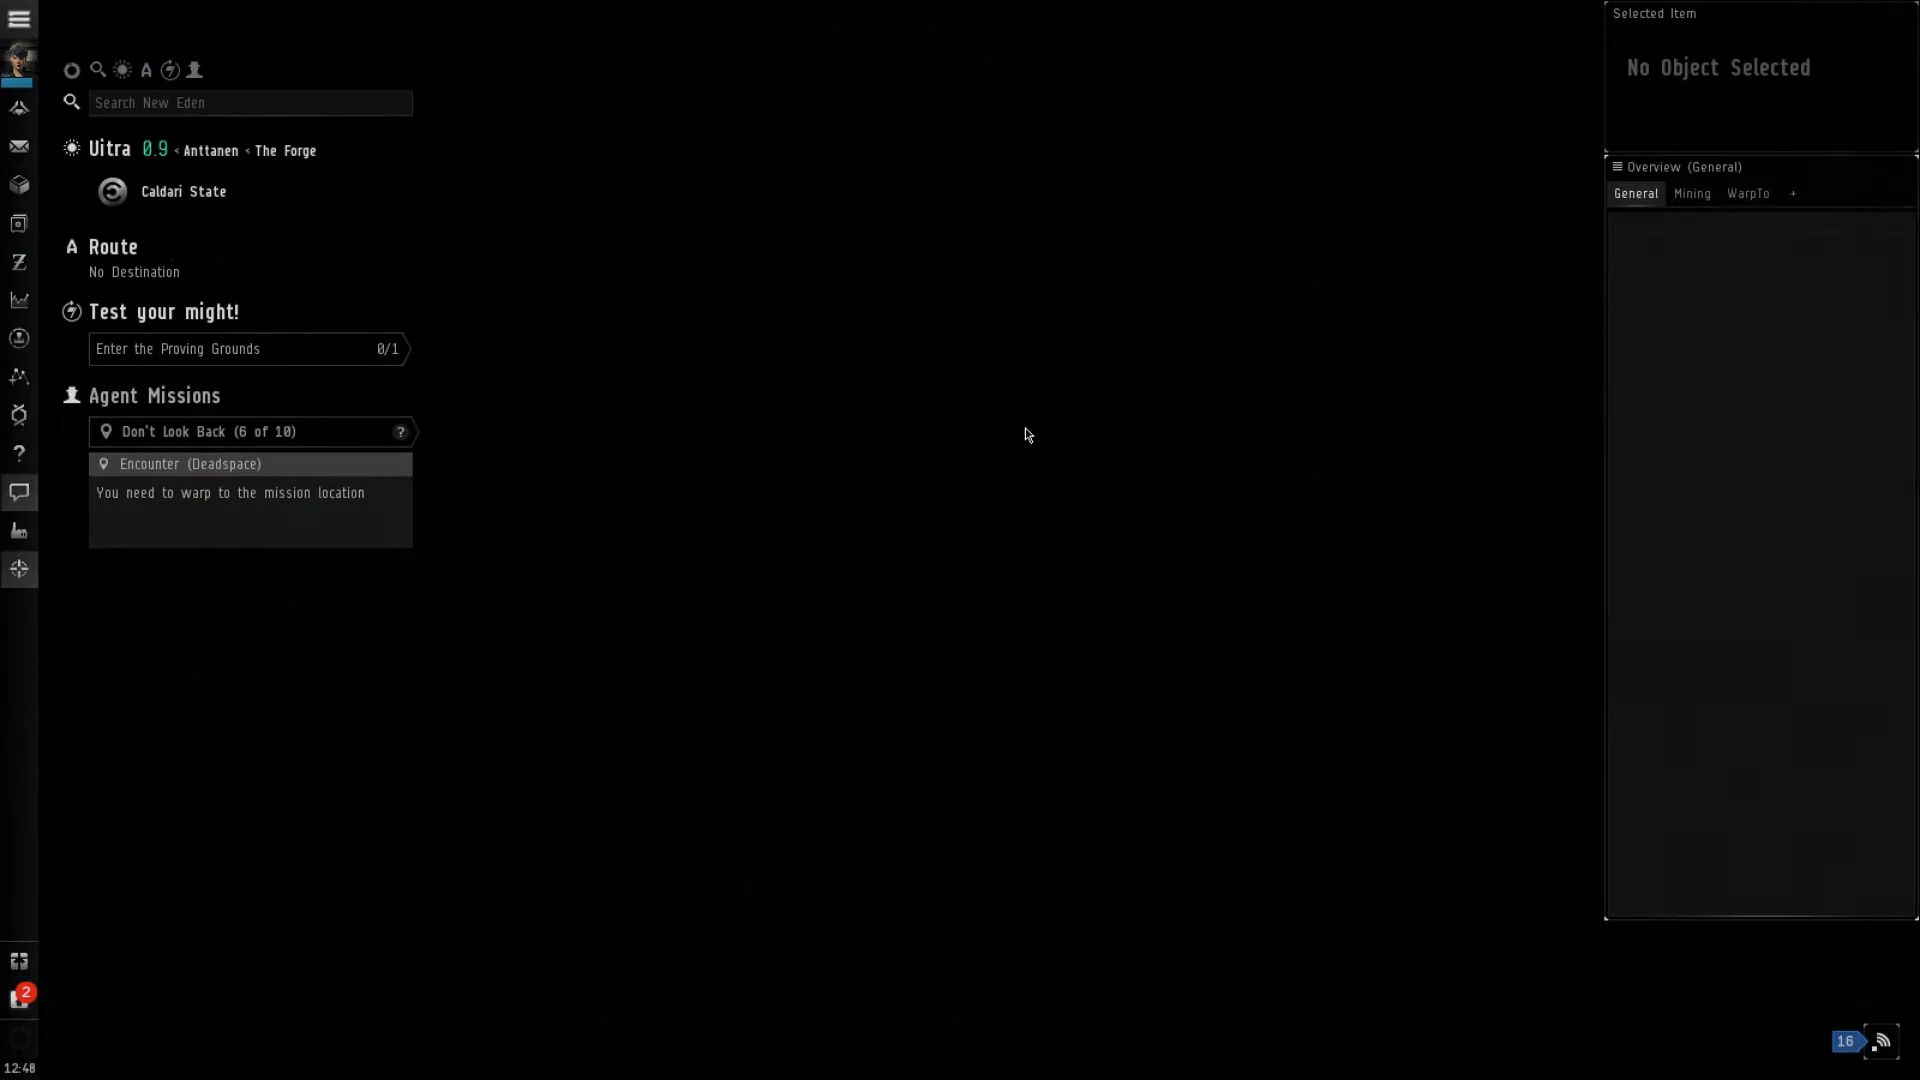 Search New Eden
Uitra 0.9 < Anttanen < The Forge
Caldari State
Route
No Destination
Test your might!
Enter the Proving Grounds 0/1
Agent Missions
Don't Look Back (6 of 10) ?
Encounter (Deadspace)
You need to warp to the mission location
2
12:48
Selected Item
No Object Selected
Overview (General)
General Mining WarpTo +
16